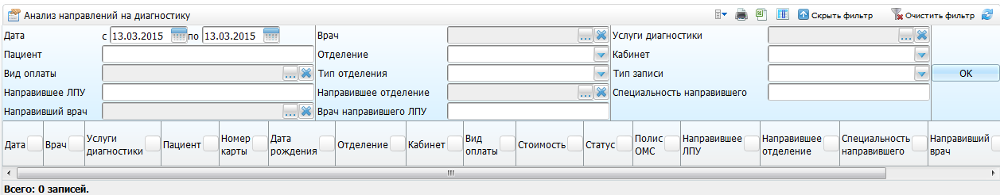 Анализ направлений на диагностику Скрыть фильтр Очистить фильтр
Дата с 13.03.2015 по 13.03.2015 Врач ... Услуги диагностики ...
Пациент Отделение Кабинет
Вид оплаты ... Тип отделения Тип записи OK
Направившее ЛПУ Направившее отделение ... Специальность направившего
Направивший врач ... Врач направившего ЛПУ
Дата Врач Услуги диагностики Пациент Номер карты Дата рождения Отделение Кабинет Вид оплаты Стоимость Статус Полис ОМС Направившее ЛПУ Направившее отделение Специальность направившего Направивший врач
Всего: 0 записей.